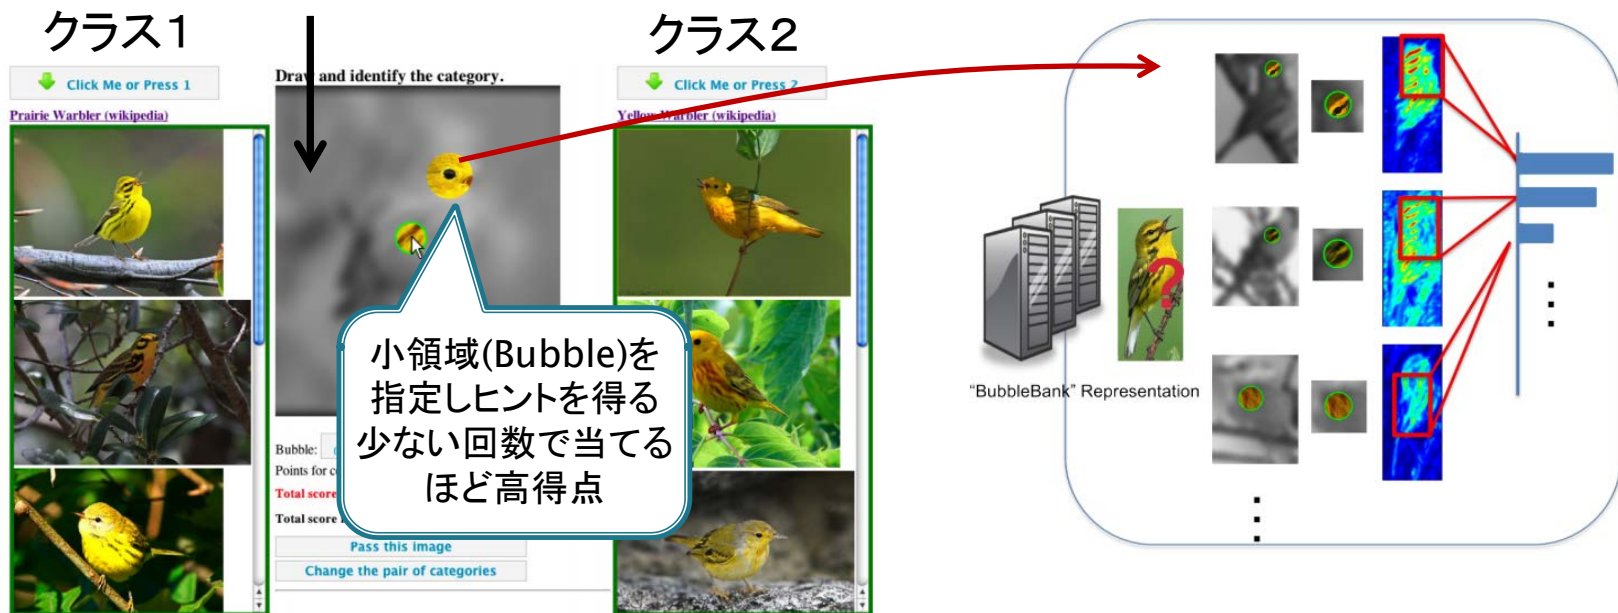 クラス１
クラス２
Click Me or Press 1
Draw and identify the category.
Click Me or Press 2
Prairie Warbler (wikipedia)
Yellow Warbler (wikipedia)
小領域(Bubble)を
指定しヒントを得る
少ない回数で当てる
ほど高得点
Bubble:
Points for
Total score
Total score
Pass this image
Change the pair of categories
?
"BubbleBank" Representation